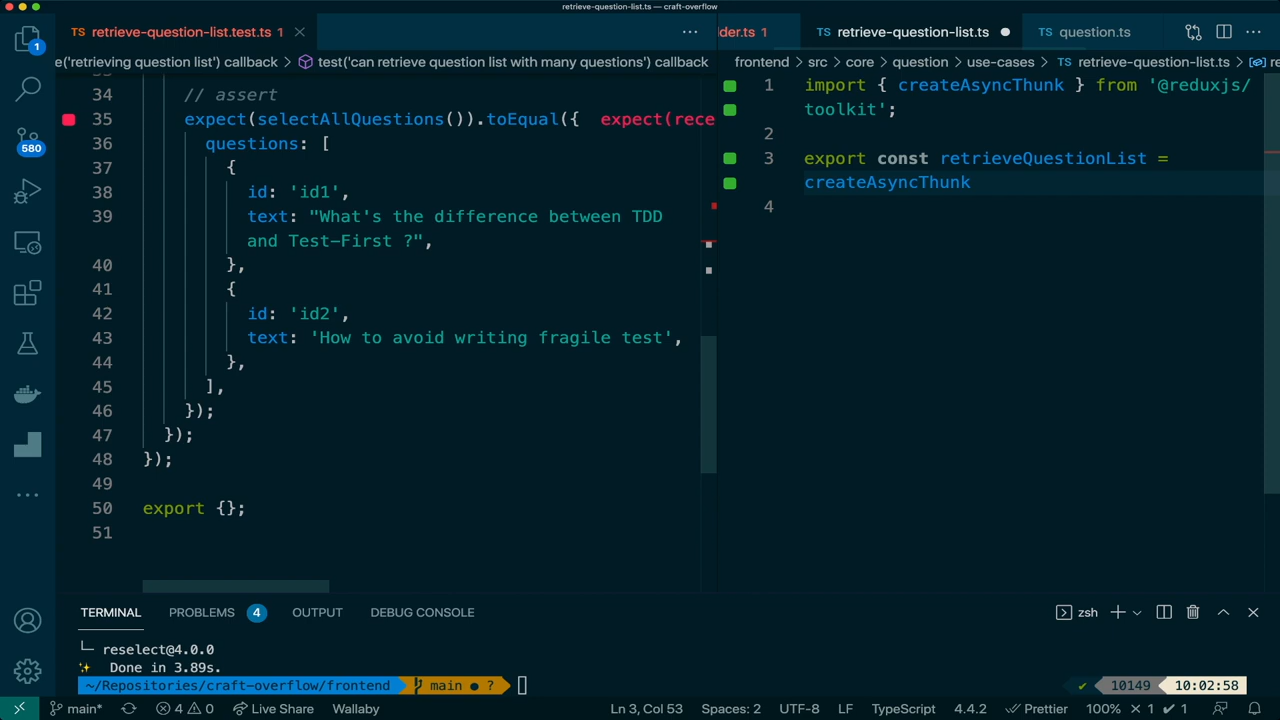 retrieve-question-list.ts — craft-overflow
TS retrieve-question-list.test.ts 1
der.ts 1
TS retrieve-question-list.ts
TS question.ts
e('retrieving question list') callback > test('can retrieve question list with many questions') callback
frontend > src > core > question > use-cases > TS retrieve-question-list.ts > re
1
580
34 // assert
35 expect(selectAllQuestions()).toEqual({ expect(rece
36 questions: [
37 {
38 id: 'id1',
39 text: "What's the difference between TDD
and Test-First ?",
40 },
41 {
42 id: 'id2',
43 text: 'How to avoid writing fragile test',
44 },
45 ],
46 });
47 });
48 });
49
50 export {};
51
1 import { createAsyncThunk } from '@reduxjs/
toolkit';
2
3 export const retrieveQuestionList =
createAsyncThunk
4
TERMINAL PROBLEMS 4 OUTPUT DEBUG CONSOLE
zsh
└─ reselect@4.0.0
✨ Done in 3.89s.
~/Repositories/craft-overflow/frontend main ● ?
✔ 10149 10:02:58
main* 4 0 Live Share Wallaby
Ln 3, Col 53 Spaces: 2 UTF-8 LF TypeScript 4.4.2 Prettier 100% × 1 ✓ 1